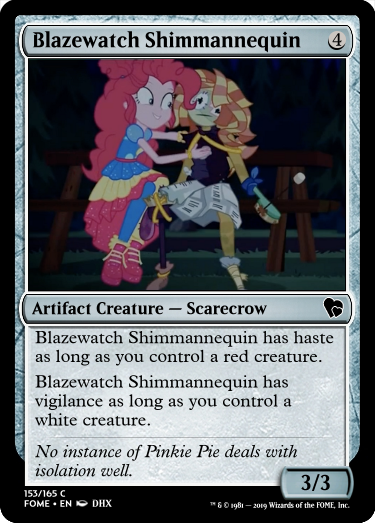 Blazewatch Shimmannequin 4
Artifact Creature — Scarecrow
Blazewatch Shimmannequin has haste
as long as you control a red creature.
Blazewatch Shimmannequin has
vigilance as long as you control a
white creature.
No instance of Pinkie Pie deals with
isolation well.
3/3
153/165 C
FOME • EN DHX
™ & © 1981 — 2019 Wizards of the FOME, Inc.